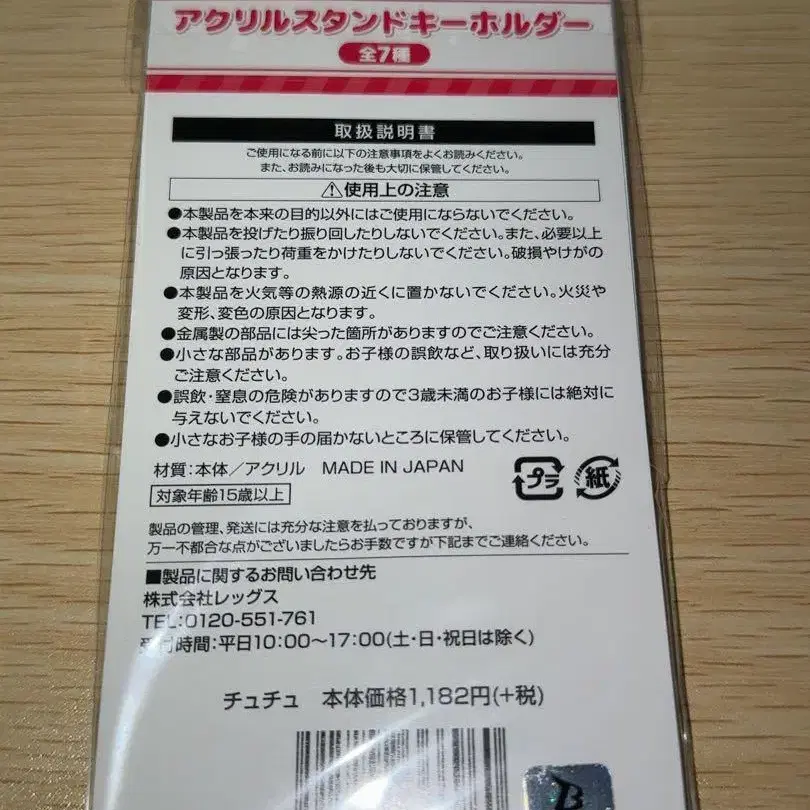 アクリルスタンドキーホルダー
全7種
取扱説明書
ご使用になる前に以下の注意事項をよくお読みください。
また、お読みになった後も大切に保管してください。
⚠使用上の注意
●本製品を本来の目的以外にはご使用にならないでください。
●本製品を投げたり振り回したりしないでください。また、必要以上
に引っ張ったり荷重をかけたりしないでください。破損やけがの
原因となります。
●本製品を火気等の熱源の近くに置かないでください。火災や
変形、変色の原因となります。
●金属製の部品には尖った箇所がありますのでご注意ください。
●小さな部品があります。お子様の誤飲など、取り扱いには充分
ご注意ください。
●誤飲・窒息の危険がありますので3歳未満のお子様には絶対に
与えないでください。
●小さなお子様の手の届かないところに保管してください。
材質:本体/アクリル MADE IN JAPAN
プラ 紙
対象年齢15歳以上
製品の管理、発送には充分な注意を払っておりますが、
万一不都合な点がございましたらお手数ですが下記までご連絡ください。
■製品に関するお問い合わせ先
株式会社レッグス
TEL:0120-551-761
受付時間:平日10:00〜17:00(土・日・祝日は除く)
チュチュ 本体価格1,182円(+税)
B